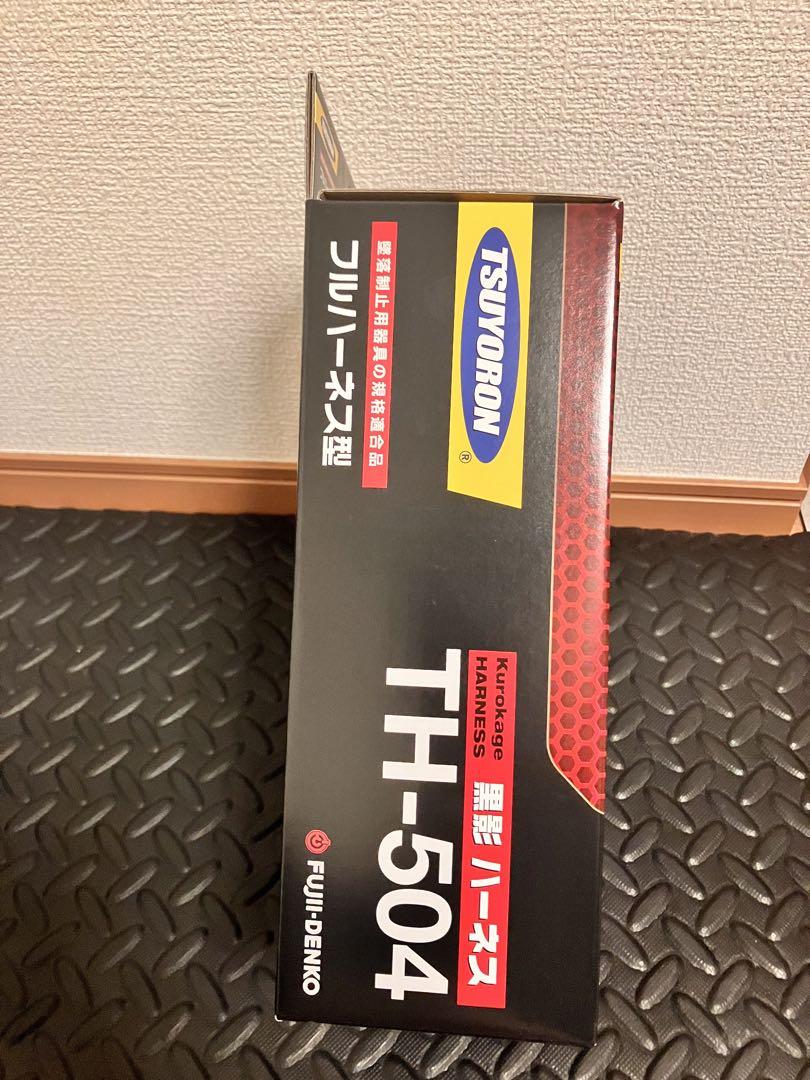 TSUYORON
®
墜落制止用器具の規格適合品
フルハーネス型
Kurokage
HARNESS
黒影 ハーネス
TH-504
FUJII-DENKO